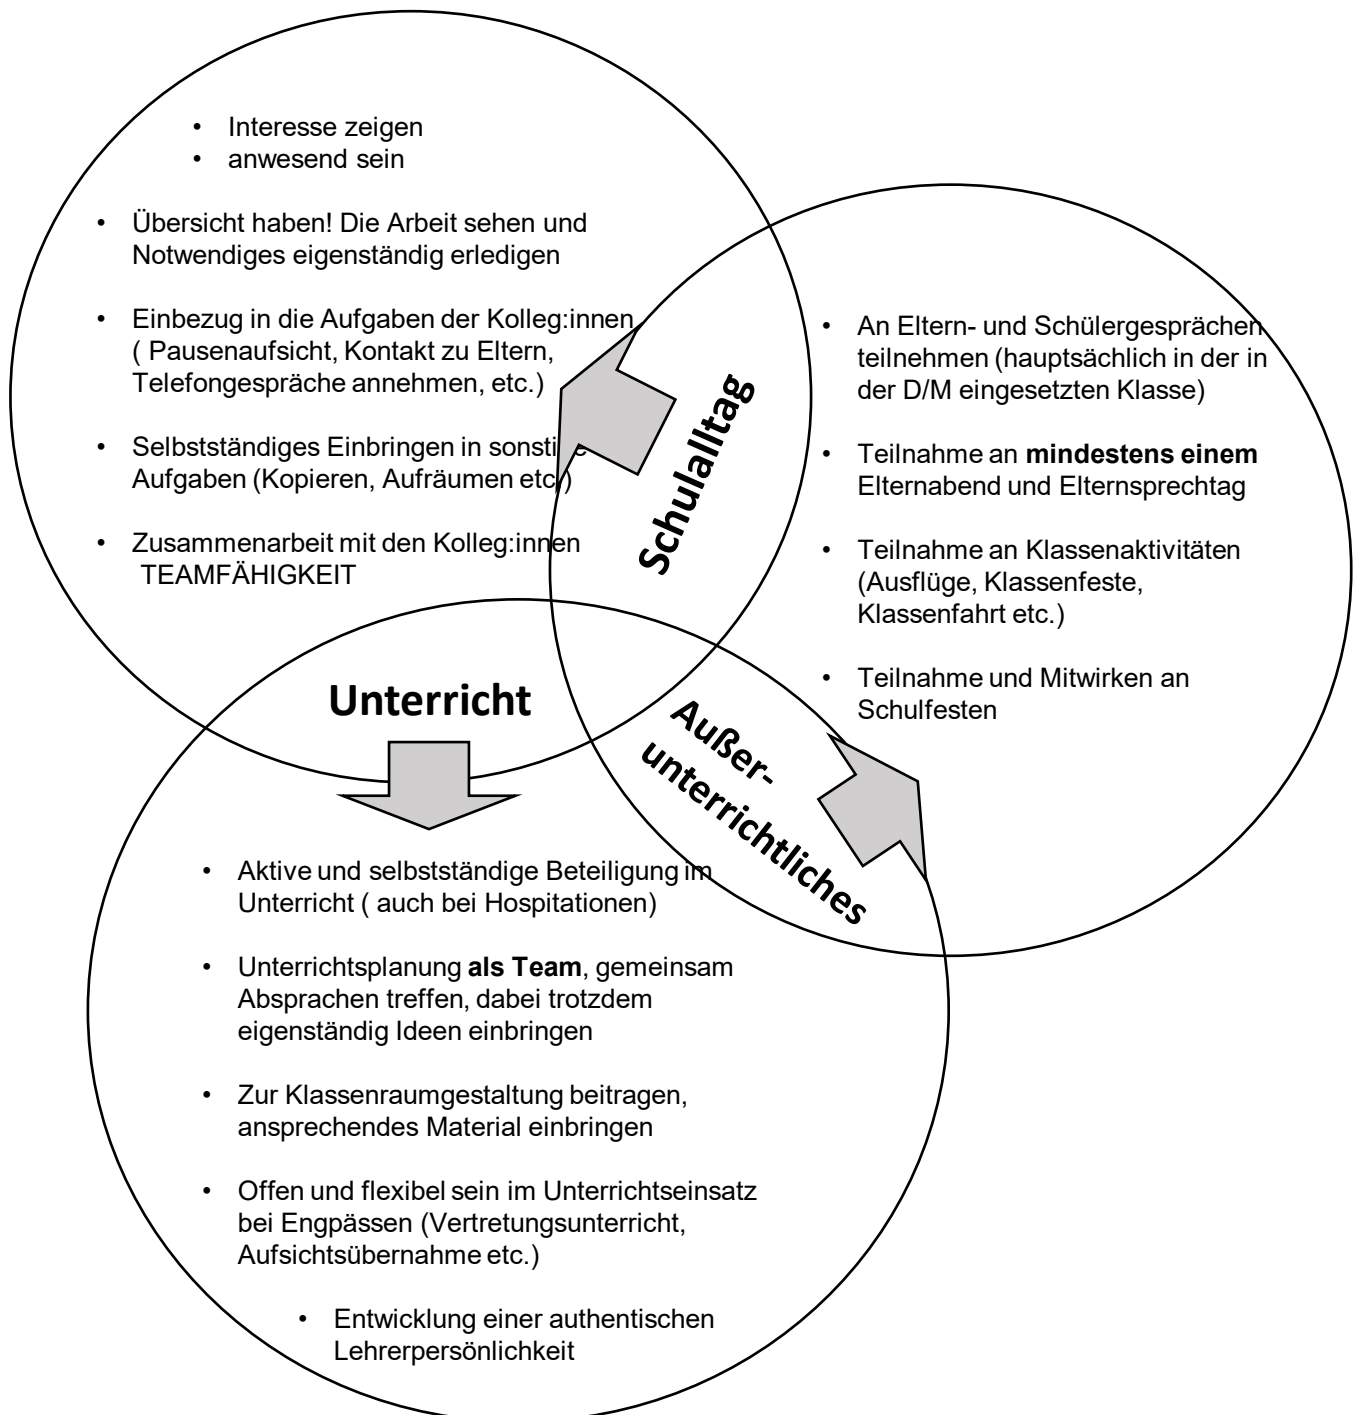 • Interesse zeigen
• anwesend sein
• Übersicht haben! Die Arbeit sehen und
Notwendiges eigenständig erledigen
• Einbezug in die Aufgaben der Kolleg:innen
( Pausenaufsicht, Kontakt zu Eltern,
Telefongespräche annehmen, etc.)
• Selbstständiges Einbringen in sonstige
Aufgaben (Kopieren, Aufräumen etc.)
• Zusammenarbeit mit den Kolleg:innen
TEAMFÄHIGKEIT
Schulalltag
• An Eltern- und Schülergesprächen
teilnehmen (hauptsächlich in der in
der D/M eingesetzten Klasse)
• Teilnahme an mindestens einem
Elternabend und Elternsprechtag
• Teilnahme an Klassenaktivitäten
(Ausflüge, Klassenfeste,
Klassenfahrt etc.)
• Teilnahme und Mitwirken an
Schulfesten
Außer-
unterrichtliches
Unterricht
• Aktive und selbstständige Beteiligung im
Unterricht ( auch bei Hospitationen)
• Unterrichtsplanung als Team, gemeinsam
Absprachen treffen, dabei trotzdem
eigenständig Ideen einbringen
• Zur Klassenraumgestaltung beitragen,
ansprechendes Material einbringen
• Offen und flexibel sein im Unterrichtseinsatz
bei Engpässen (Vertretungsunterricht,
Aufsichtsübernahme etc.)
• Entwicklung einer authentischen
Lehrerpersönlichkeit